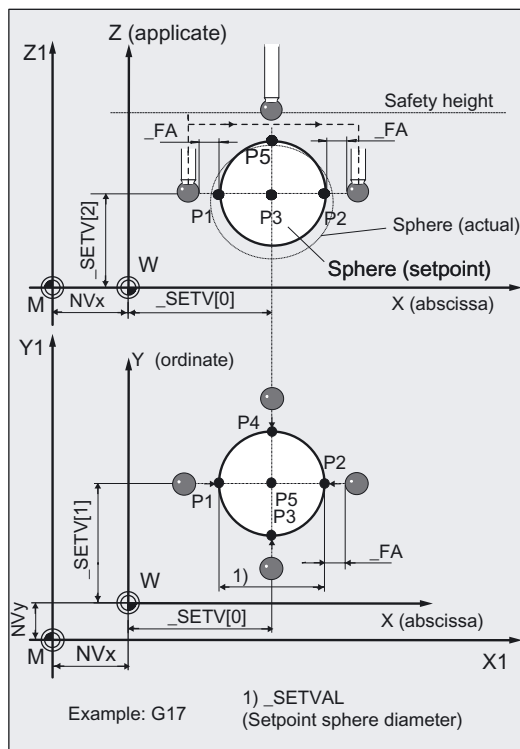 Z (applicate)
Z1
Safety height
_FA
_FA
P5
P1
P3
P2
_SETV[2]
Sphere (actual)
Sphere (setpoint)
W
M
NVx
_SETV[0]
X (abscissa)
Y1
Y (ordinate)
P4
P2
P1
P5
P3
_SETV[1]
_FA
1)
W
_SETV[0]
X (abscissa)
NVy
M
NVx
X1
Example: G17
1) _SETVAL
(Setpoint sphere diameter)